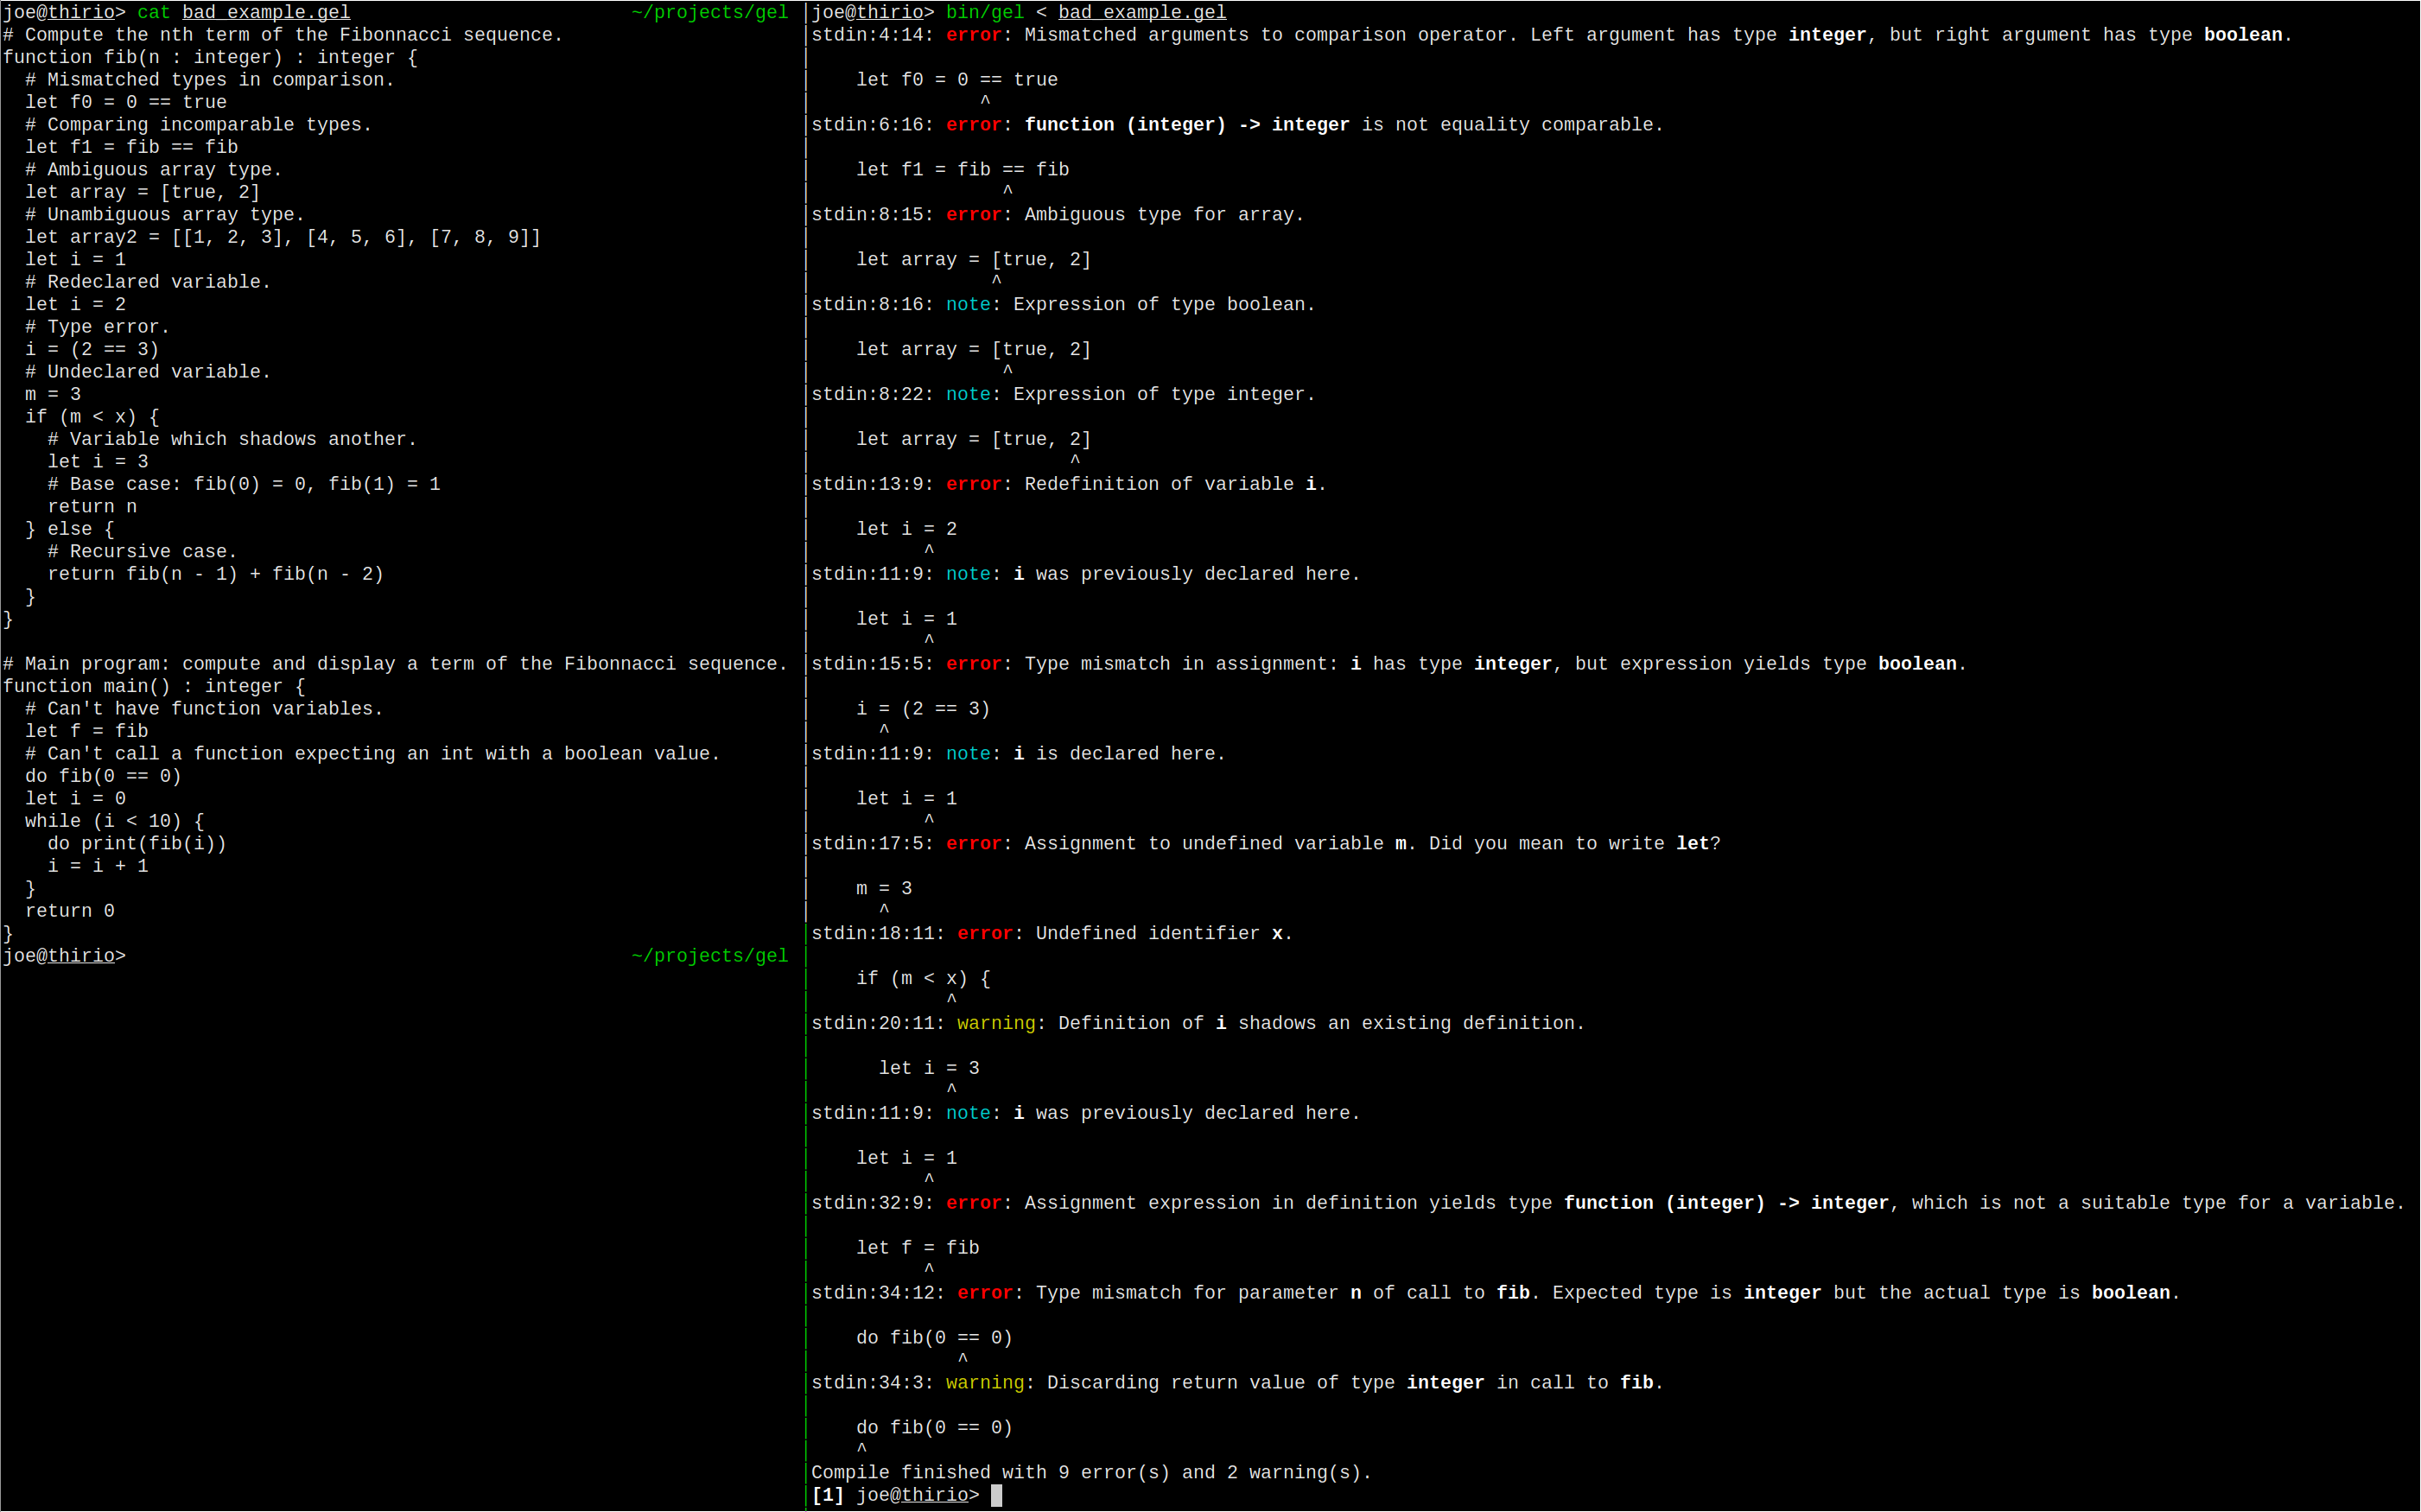 joe@thirio> cat bad_example.gel ~/projects/gel
# Compute the nth term of the Fibonnacci sequence.
function fib(n : integer) : integer {
  # Mismatched types in comparison.
  let f0 = 0 == true
  # Comparing incomparable types.
  let f1 = fib == fib
  # Ambiguous array type.
  let array = [true, 2]
  # Unambiguous array type.
  let array2 = [[1, 2, 3], [4, 5, 6], [7, 8, 9]]
  let i = 1
  # Redeclared variable.
  let i = 2
  # Type error.
  i = (2 == 3)
  # Undeclared variable.
  m = 3
  if (m < x) {
    # Variable which shadows another.
    let i = 3
    # Base case: fib(0) = 0, fib(1) = 1
    return n
  } else {
    # Recursive case.
    return fib(n - 1) + fib(n - 2)
  }
}

# Main program: compute and display a term of the Fibonnacci sequence.
function main() : integer {
  # Can't have function variables.
  let f = fib
  # Can't call a function expecting an int with a boolean value.
  do fib(0 == 0)
  let i = 0
  while (i < 10) {
    do print(fib(i))
    i = i + 1
  }
  return 0
}
joe@thirio> ~/projects/gel
joe@thirio> bin/gel < bad_example.gel
stdin:4:14: error: Mismatched arguments to comparison operator. Left argument has type integer, but right argument has type boolean.

    let f0 = 0 == true
               ^
stdin:6:16: error: function (integer) -> integer is not equality comparable.

    let f1 = fib == fib
                 ^
stdin:8:15: error: Ambiguous type for array.

    let array = [true, 2]
                ^
stdin:8:16: note: Expression of type boolean.

    let array = [true, 2]
                 ^
stdin:8:22: note: Expression of type integer.

    let array = [true, 2]
                       ^
stdin:13:9: error: Redefinition of variable i.

    let i = 2
          ^
stdin:11:9: note: i was previously declared here.

    let i = 1
          ^
stdin:15:5: error: Type mismatch in assignment: i has type integer, but expression yields type boolean.

    i = (2 == 3)
      ^
stdin:11:9: note: i is declared here.

    let i = 1
          ^
stdin:17:5: error: Assignment to undefined variable m. Did you mean to write let?

    m = 3
      ^
stdin:18:11: error: Undefined identifier x.

    if (m < x) {
            ^
stdin:20:11: warning: Definition of i shadows an existing definition.

      let i = 3
            ^
stdin:11:9: note: i was previously declared here.

    let i = 1
          ^
stdin:32:9: error: Assignment expression in definition yields type function (integer) -> integer, which is not a suitable type for a variable.

    let f = fib
          ^
stdin:34:12: error: Type mismatch for parameter n of call to fib. Expected type is integer but the actual type is boolean.

    do fib(0 == 0)
             ^
stdin:34:3: warning: Discarding return value of type integer in call to fib.

    do fib(0 == 0)
    ^
Compile finished with 9 error(s) and 2 warning(s).
[1] joe@thirio>